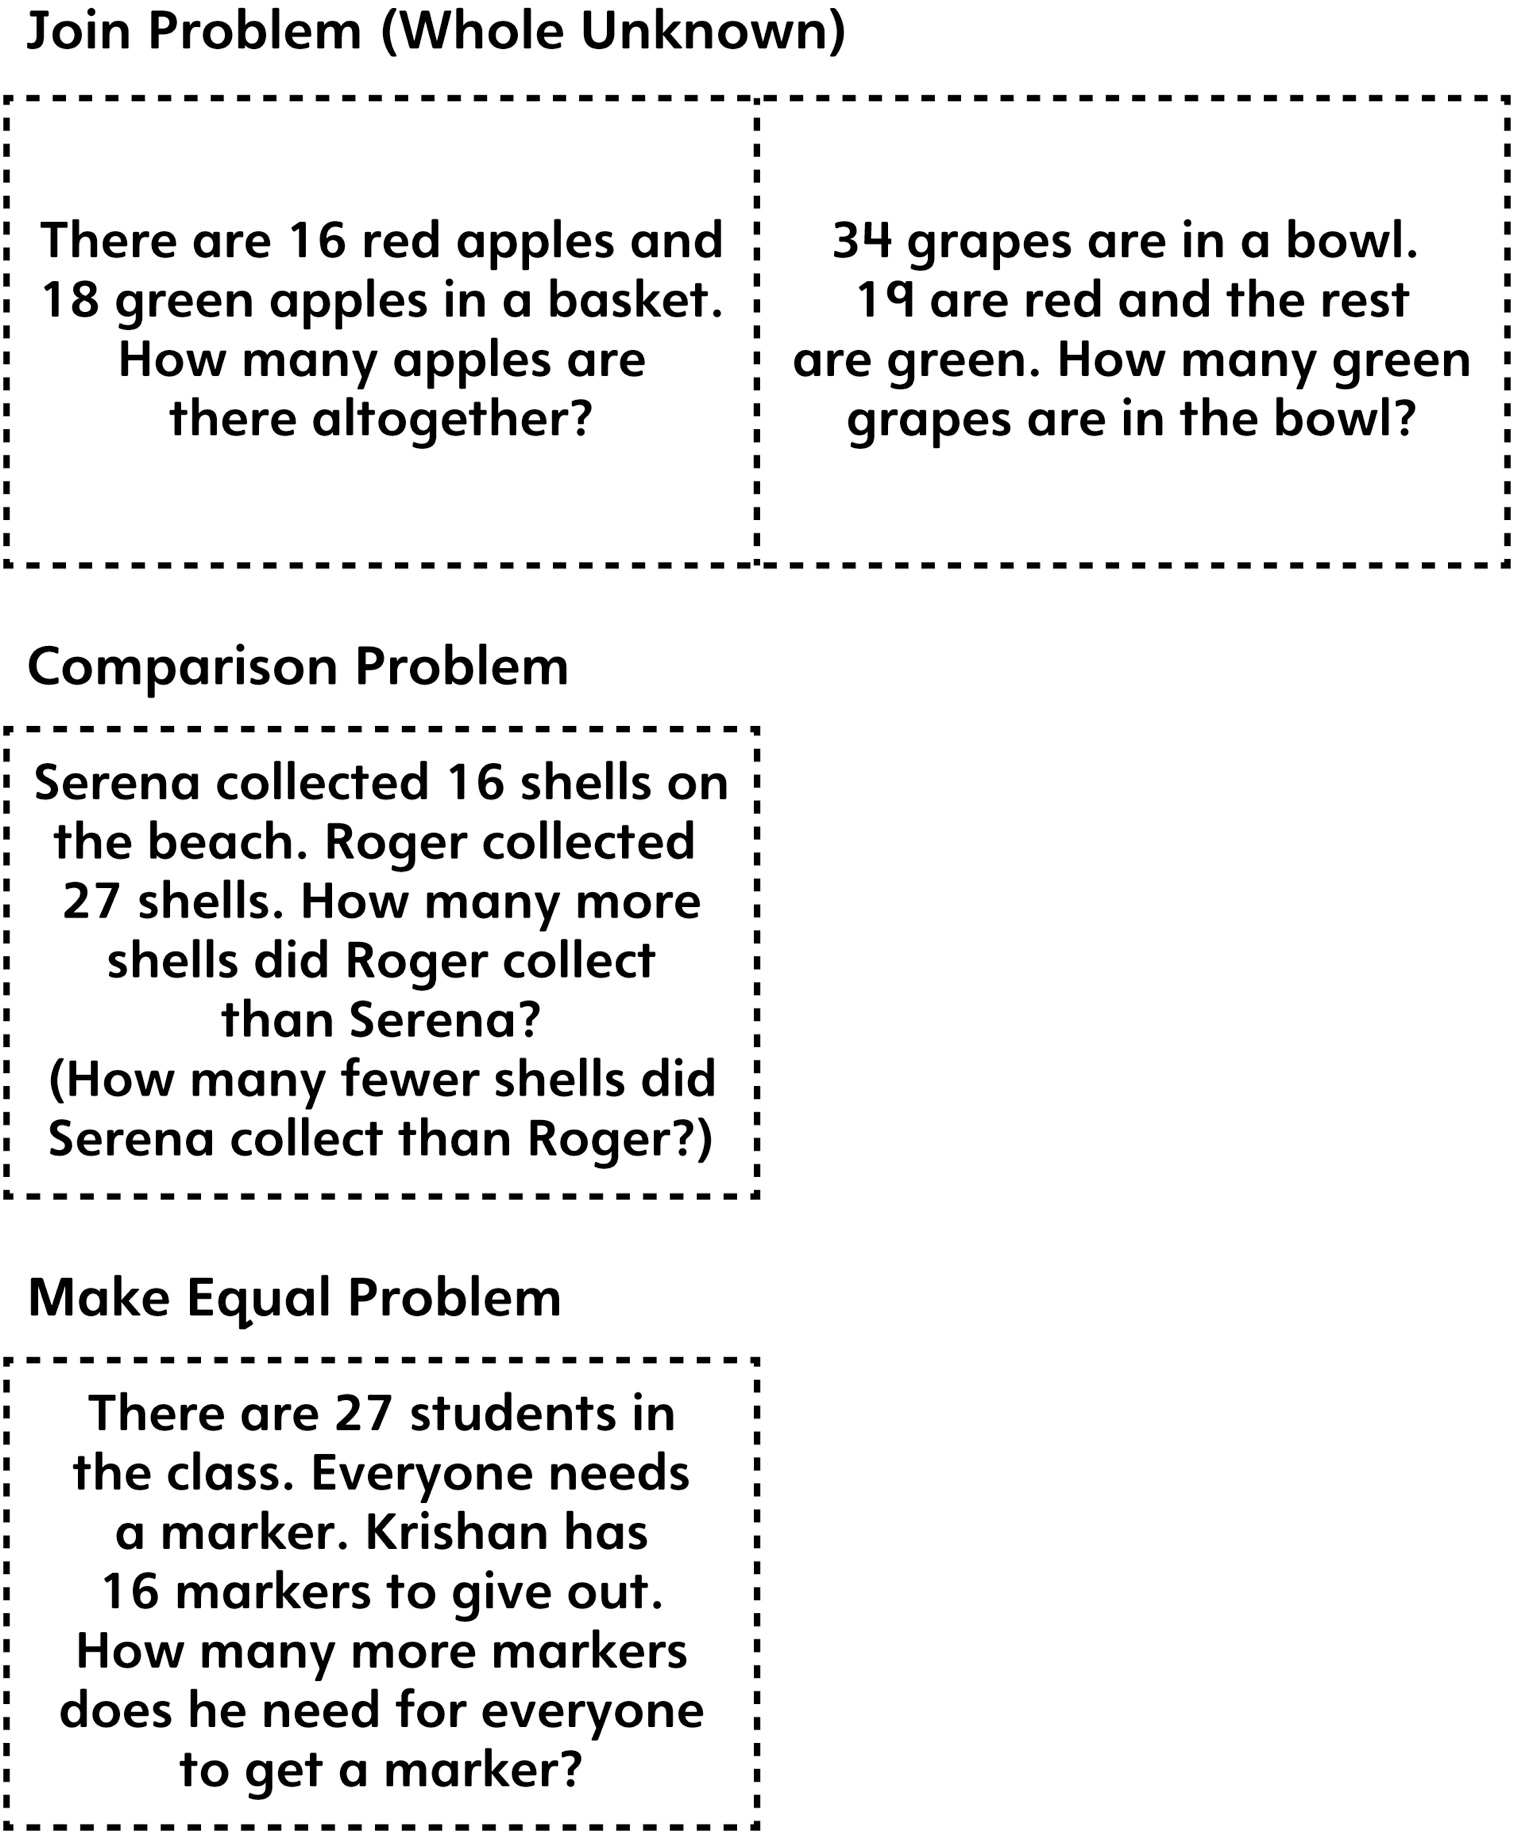 Join Problem (Whole Unknown)
There are 16 red apples and
18 green apples in a basket.
How many apples are
there altogether?
34 grapes are in a bowl.
19 are red and the rest
are green. How many green
grapes are in the bowl?
Comparison Problem
Serena collected 16 shells on
the beach. Roger collected
27 shells. How many more
shells did Roger collect
than Serena?
(How many fewer shells did
Serena collect than Roger?)
Make Equal Problem
There are 27 students in
the class. Everyone needs
a marker. Krishan has
16 markers to give out.
How many more markers
does he need for everyone
to get a marker?